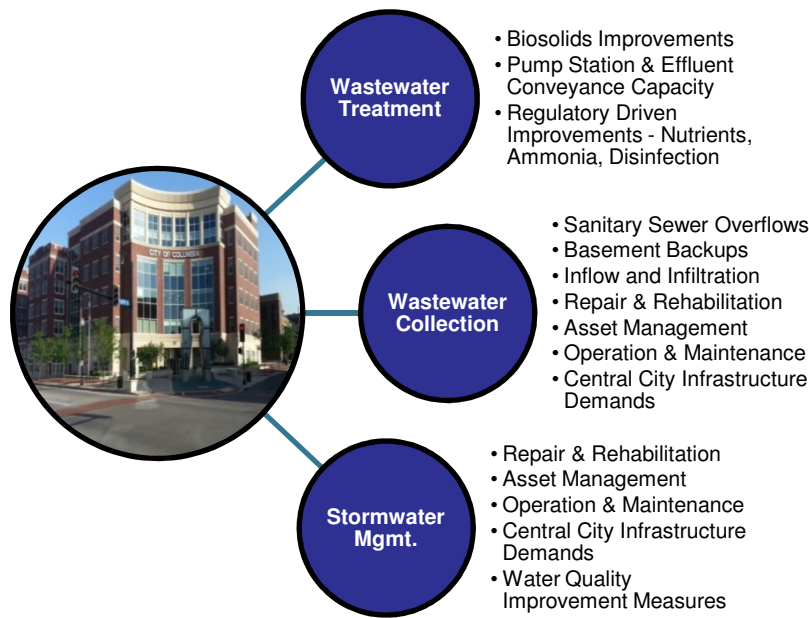 CITY OF COLUMBIA
Wastewater
Treatment
• Biosolids Improvements
• Pump Station & Effluent
Conveyance Capacity
• Regulatory Driven
Improvements - Nutrients,
Ammonia, Disinfection
Wastewater
Collection
• Sanitary Sewer Overflows
• Basement Backups
• Inflow and Infiltration
• Repair & Rehabilitation
• Asset Management
• Operation & Maintenance
• Central City Infrastructure
Demands
Stormwater
Mgmt.
• Repair & Rehabilitation
• Asset Management
• Operation & Maintenance
• Central City Infrastructure
Demands
• Water Quality
Improvement Measures